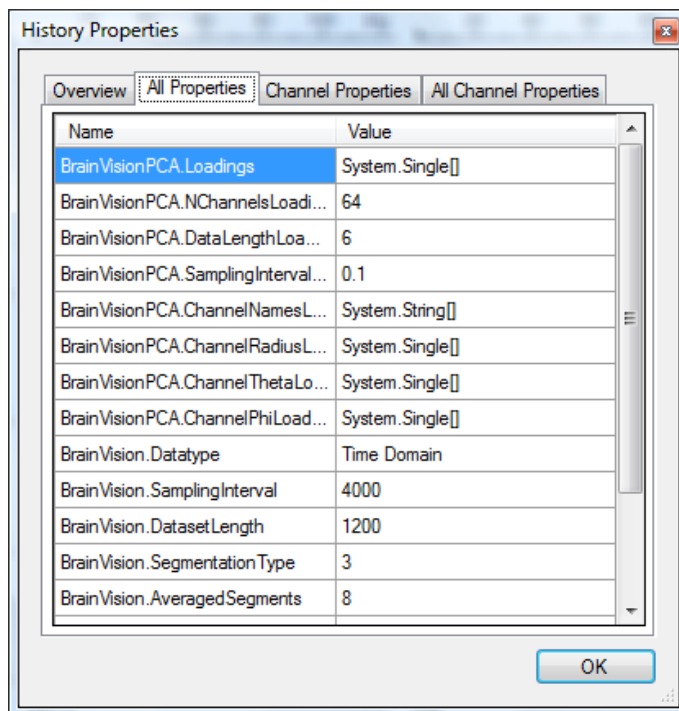 History Properties
Overview All Properties Channel Properties All Channel Properties
Name Value
BrainVisionPCA.Loadings System.Single[]
BrainVisionPCA.NChannelsLoadi... 64
BrainVisionPCA.DataLengthLoa... 6
BrainVisionPCA.SamplingInterval... 0.1
BrainVisionPCA.ChannelNamesL... System.String[]
BrainVisionPCA.ChannelRadiusL... System.Single[]
BrainVisionPCA.ChannelThetaLo... System.Single[]
BrainVisionPCA.ChannelPhiLoad... System.Single[]
BrainVision.Datatype Time Domain
BrainVision.SamplingInterval 4000
BrainVision.DatasetLength 1200
BrainVision.SegmentationType 3
BrainVision.AveragedSegments 8
OK